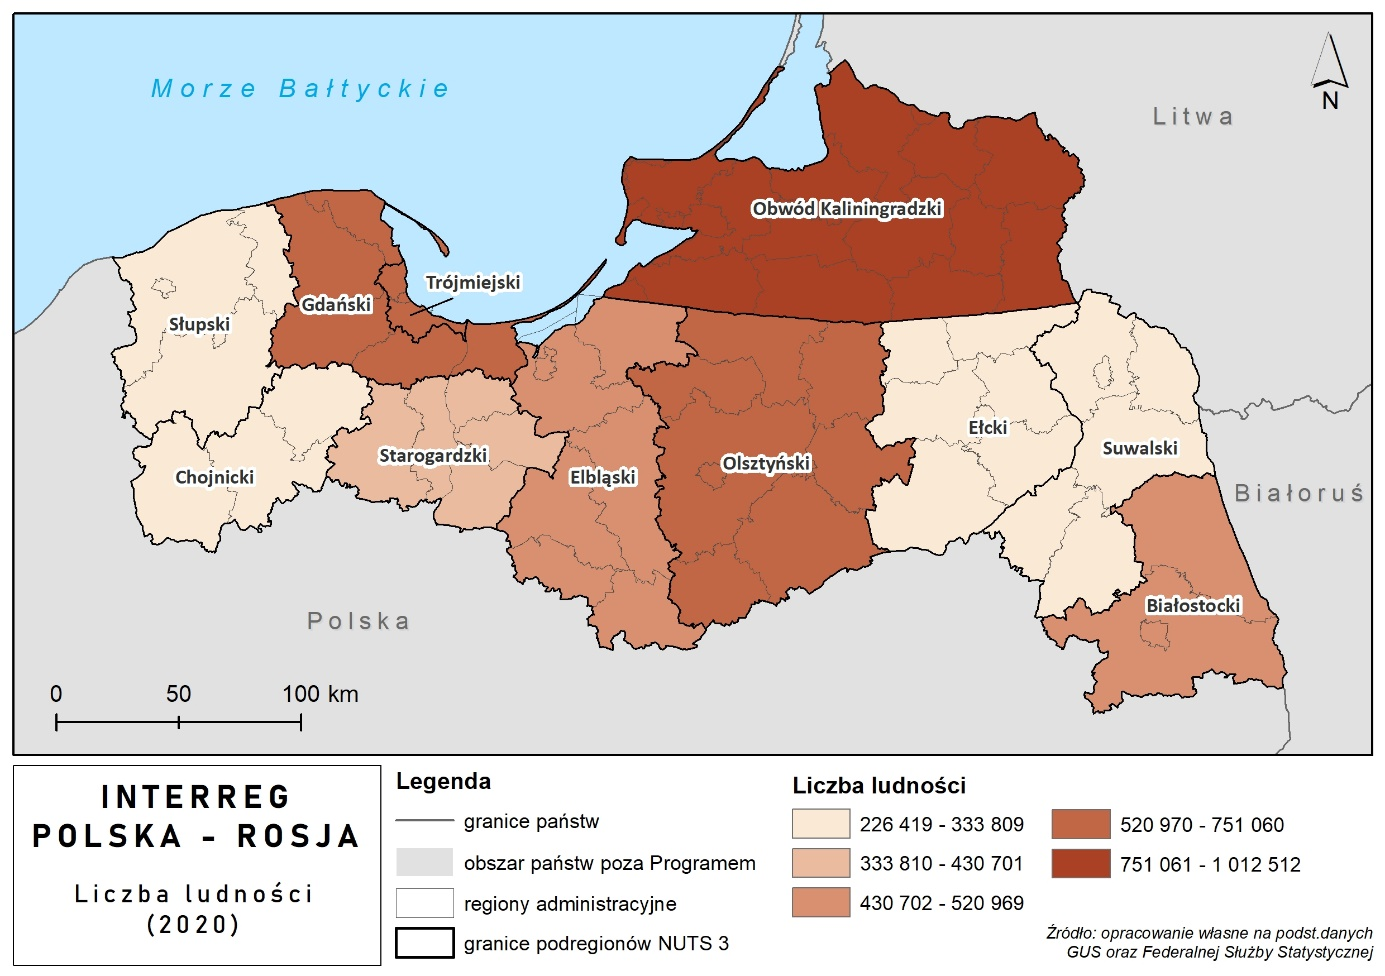 Morze Bałtyckie
N
Litwa
Obwód Kaliningradzki
Trójmiejski
Gdański
Słupski
Ełcki
Suwalski
Starogardzki
Olsztyński
Chojnicki
Elbląski
Białoruś
Białostocki
Polska
0 50 100 km
INTERREG
POLSKA - ROSJA
Liczba ludności
(2020)
Legenda
granice państw
obszar państw poza Programem
regiony administracyjne
granice podregionów NUTS 3
Liczba ludności
226 419 - 333 809
333 810 - 430 701
430 702 - 520 969
520 970 - 751 060
751 061 - 1 012 512
Źródło: opracowanie własne na podst.danych
GUS oraz Federalnej Służby Statystycznej